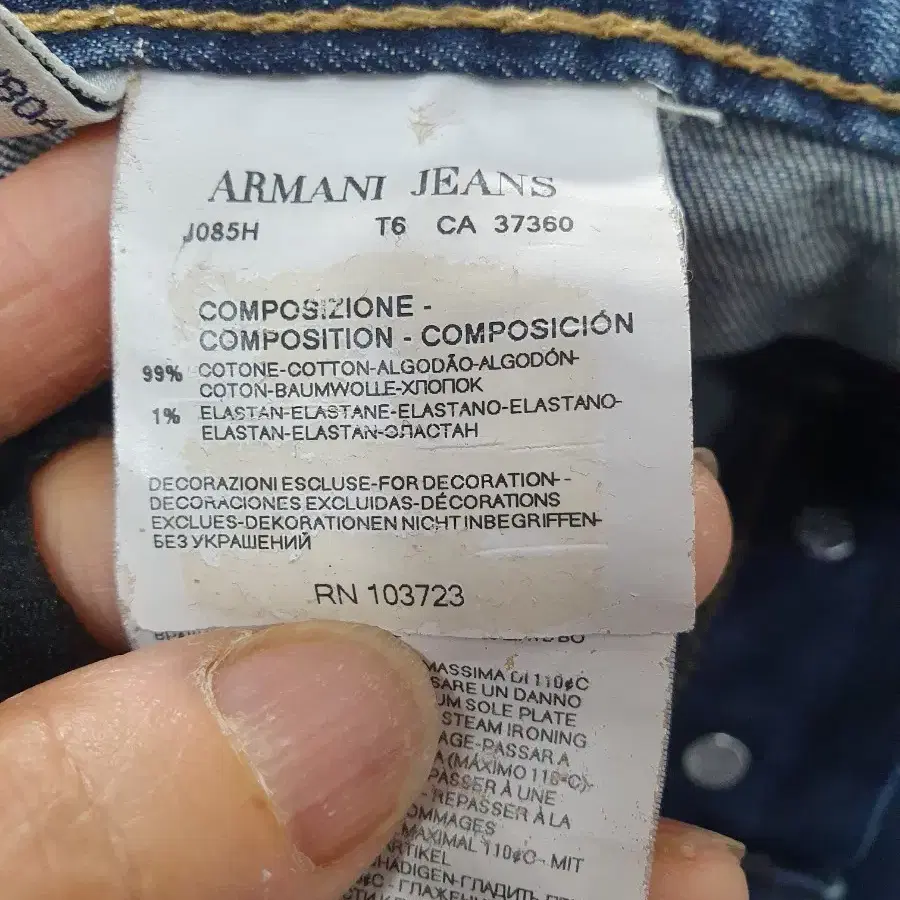 ARMANI JEANS
J085H T6 CA 37360
COMPOSIZIONE -
COMPOSITION - COMPOSICIÓN
99% COTONE-COTTON-ALGODÃO-ALGODÓN-
COTON-BAUMWOLLE-ХЛОПОК
1% ELASTAN-ELASTANE-ELASTANO-ELASTANO-
ELASTAN-ELASTAN-ЭЛАСТАН
DECORAZIONI ESCLUSE-FOR DECORATION--
DECORACIONES EXCLUIDAS-DÉCORATIONS
EXCLUES-DEKORATIONEN NICHT INBEGRIFFEN-
БЕЗ УКРАШЕНИЙ
RN 103723
MASSIMA DI 110°C
SARE UN DANNO
UM SOLE PLATE
STEAM IRONING
AGE-PASSAR A
A (MÁXIMO 110°C)-
PASSER À UNE
- REPASSER À LA
OMMAGES
MAXIMAL 110°C- MIT
ARTIKEL
HÄDIGEN-ГЛАДИТЬ
°C - ГЛАЖЕН